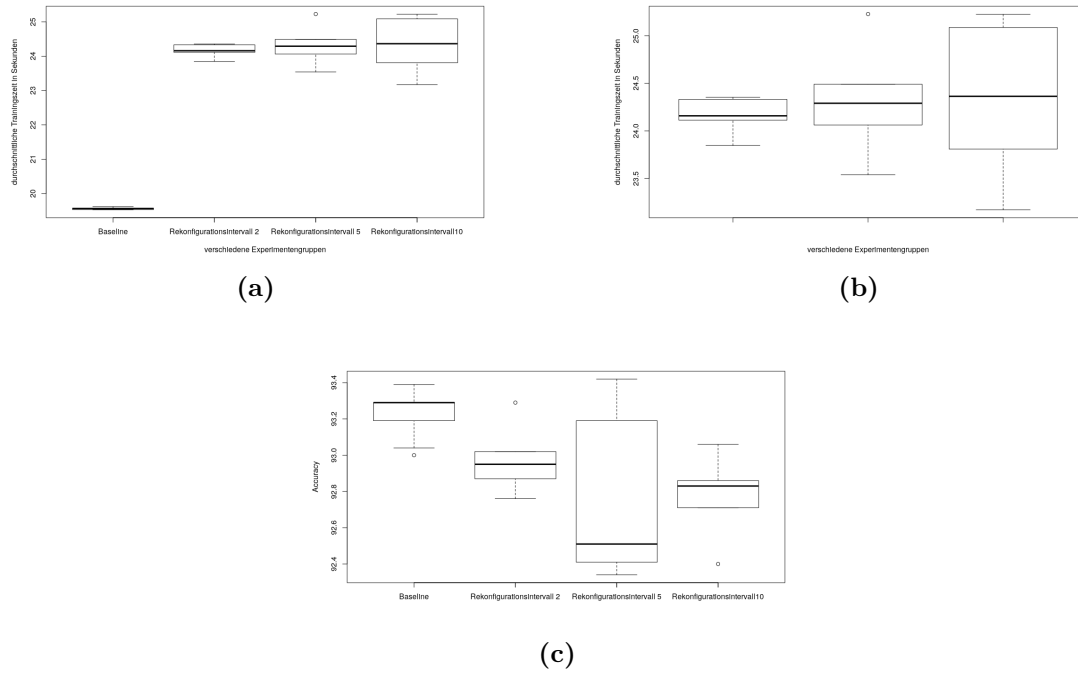 durchschnittliche Trainingszeit in Sekunden
25
24
23
22
21
20
Baseline
Rekonfigurationsintervall 2
Rekonfigurationsintervall 5
Rekonfigurationsintervall10
verschiedene Experimentengruppen
(a)
durchschnittliche Trainingszeit in Sekunden
25.0
24.5
24.0
23.5
verschiedene Experimentengruppen
(b)
Accuracy
93.4
93.2
93.0
92.8
92.6
92.4
Baseline
Rekonfigurationsintervall 2
Rekonfigurationsintervall 5
Rekonfigurationsintervall10
(c)